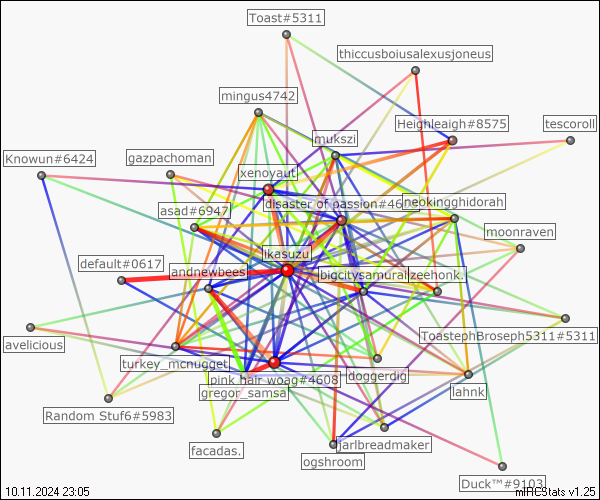 Toast#5311
thiccusboiusalexusjoneus
mingus4742
Heighleigh#8575
tescoroll
mukszi
Knowun#6424
gazpachoman
xenoyaut
disaster of passion#46
neokingghidorah
asad#6947
moonraven
ikasuzu
default#0617
andnewbees
bigcitysamurai
zeehonk.
ToastephBroseph5311#5311
avelicious
turkey_mcnugget
doggerdig
pink hair woag#4608
lahnk
gregor_samsa
Random Stuf6#5983
jarlbreadmaker
facadas.
ogshroom
Duck™#9103
10.11.2024 23:05
mIRCStats v1.25